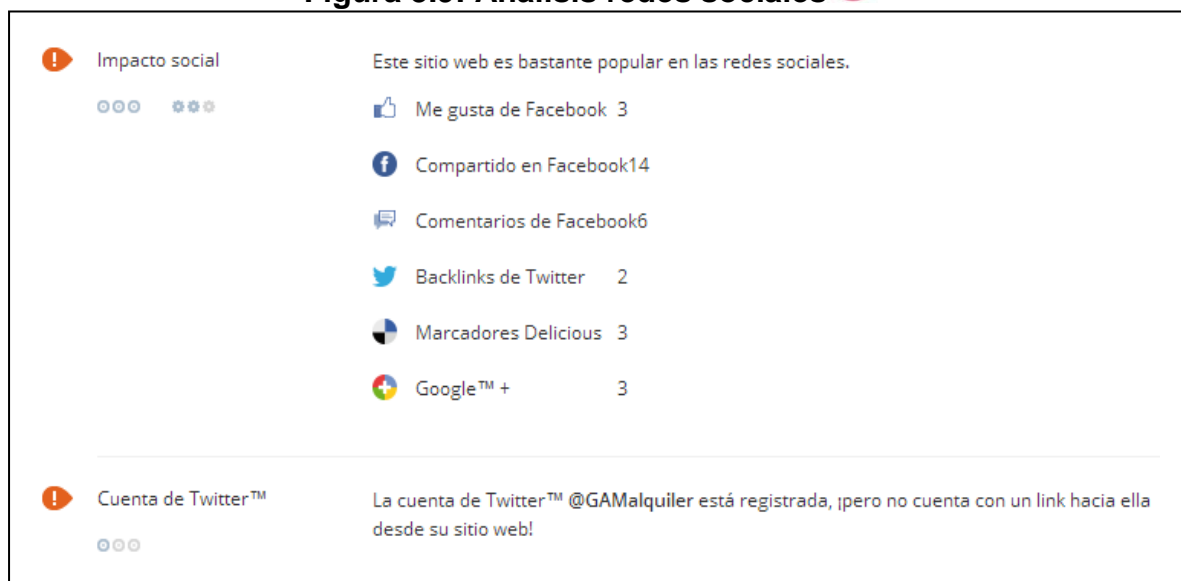 Impacto social
Este sitio web es bastante popular en las redes sociales.
Me gusta de Facebook 3
Compartido en Facebook14
Comentarios de Facebook6
Backlinks de Twitter 2
Marcadores Delicious 3
Google™ + 3
Cuenta de Twitter™
La cuenta de Twitter™ @GAMalquiler está registrada, ¡pero no cuenta con un link hacia ella
desde su sitio web!